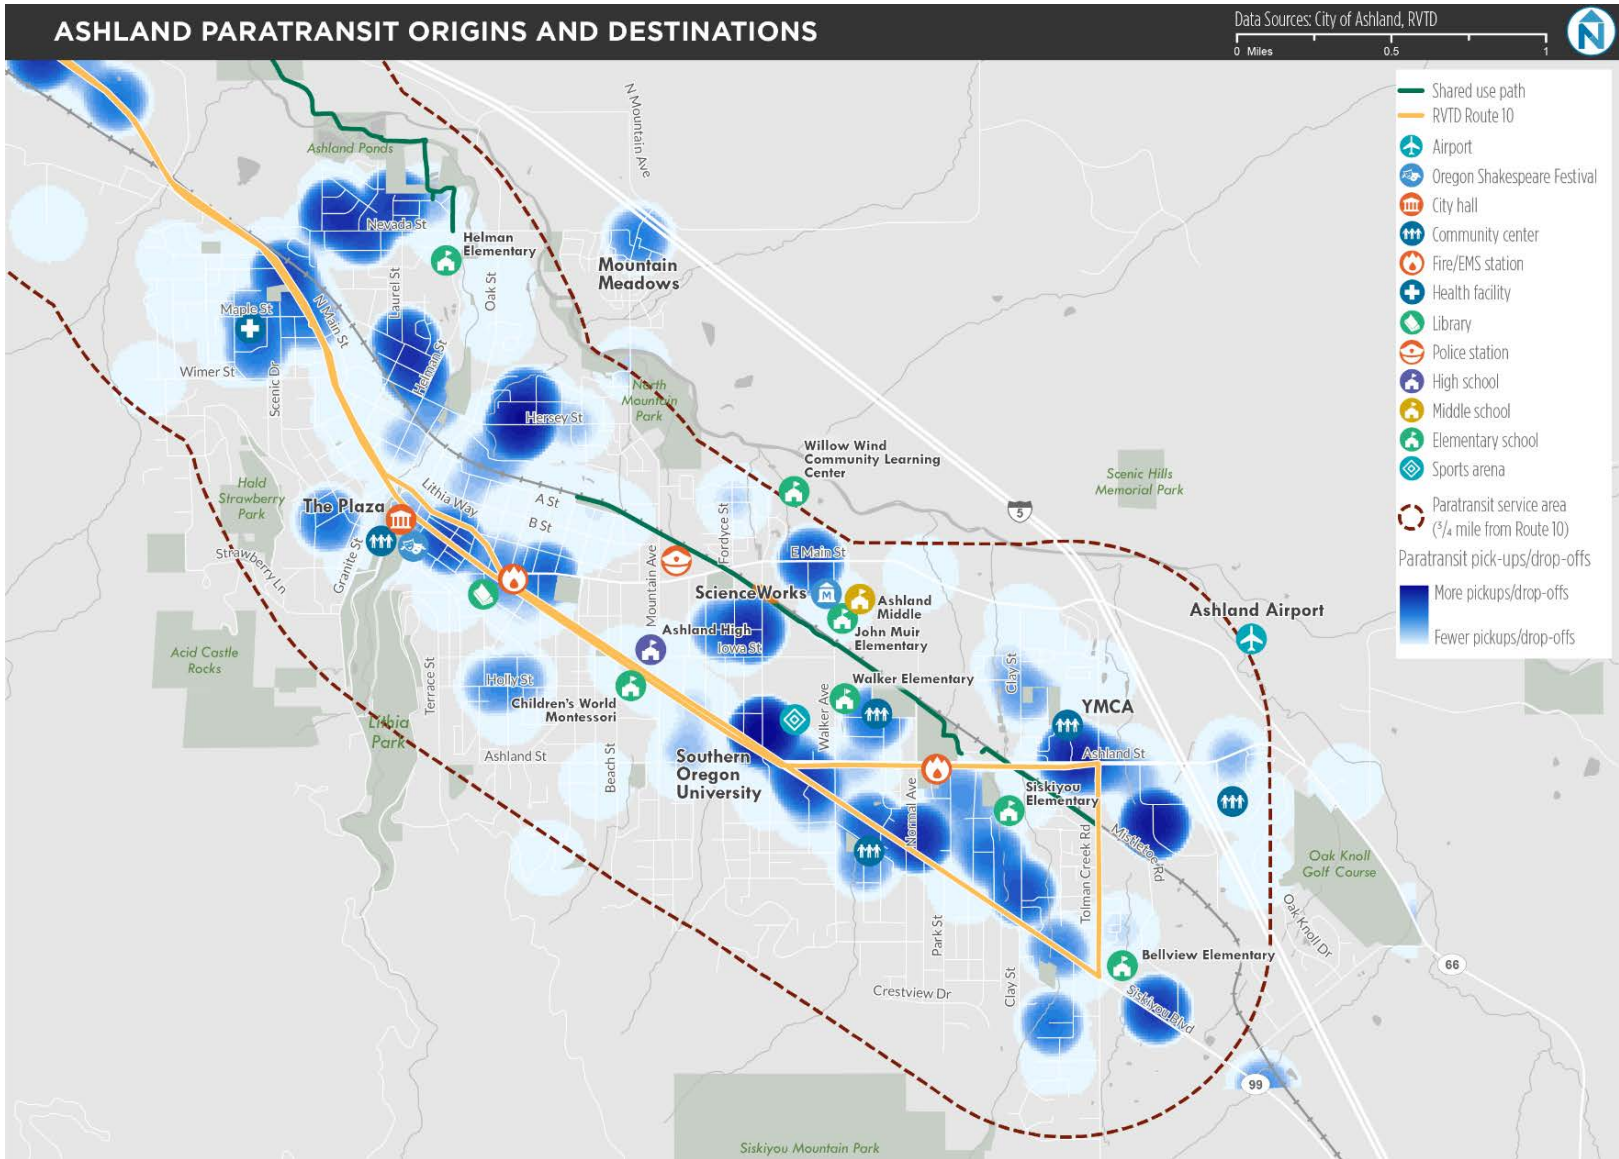 ASHLAND PARATRANSIT ORIGINS AND DESTINATIONS
Data Sources: City of Ashland, RVTD
0 Miles 0.5 1
N
Shared use path
RVTD Route 10
Airport
Oregon Shakespeare Festival
City hall
Community center
Fire/EMS station
Health facility
Library
Police station
High school
Middle school
Elementary school
Sports arena
Paratransit service area
(3/4 mile from Route 10)
Paratransit pick-ups/drop-offs
More pickups/drop-offs
Fewer pickups/drop-offs
N Mountain Ave
Ashland Ponds
Nevada St
Helman
Elementary
Mountain
Meadows
Laurel St
Oak St
Maple St
N Main St
Wimer St
Scenic Dr
Helman St
Hersey St
North
Mountain
Park
Willow Wind
Community Learning
Center
Scenic Hills
Memorial Park
5
Hald
Strawberry
Park
The Plaza
Lithia Way
A St
B St
Fordyce St
E Main St
Strawberry Ln
Granite St
Mountain Ave
ScienceWorks
M
Ashland
Middle
John Muir
Elementary
Ashland Airport
Ashland High
Iowa St
Acid Castle
Rocks
Terrace St
Holly St
Children's World
Montessori
Walker Elementary
Clay St
Walker Ave
YMCA
Lithia
Park
Ashland St
Beach St
Southern
Oregon
University
Ashland St
Siskiyou
Elementary
Normal Ave
Tolman Creek Rd
Mistletoe Rd
Oak Knoll
Golf Course
Oak Knoll Dr
Park St
Bellview Elementary
66
Crestview Dr
Clay St
Siskiyou Blvd
99
Siskiyou Mountain Park